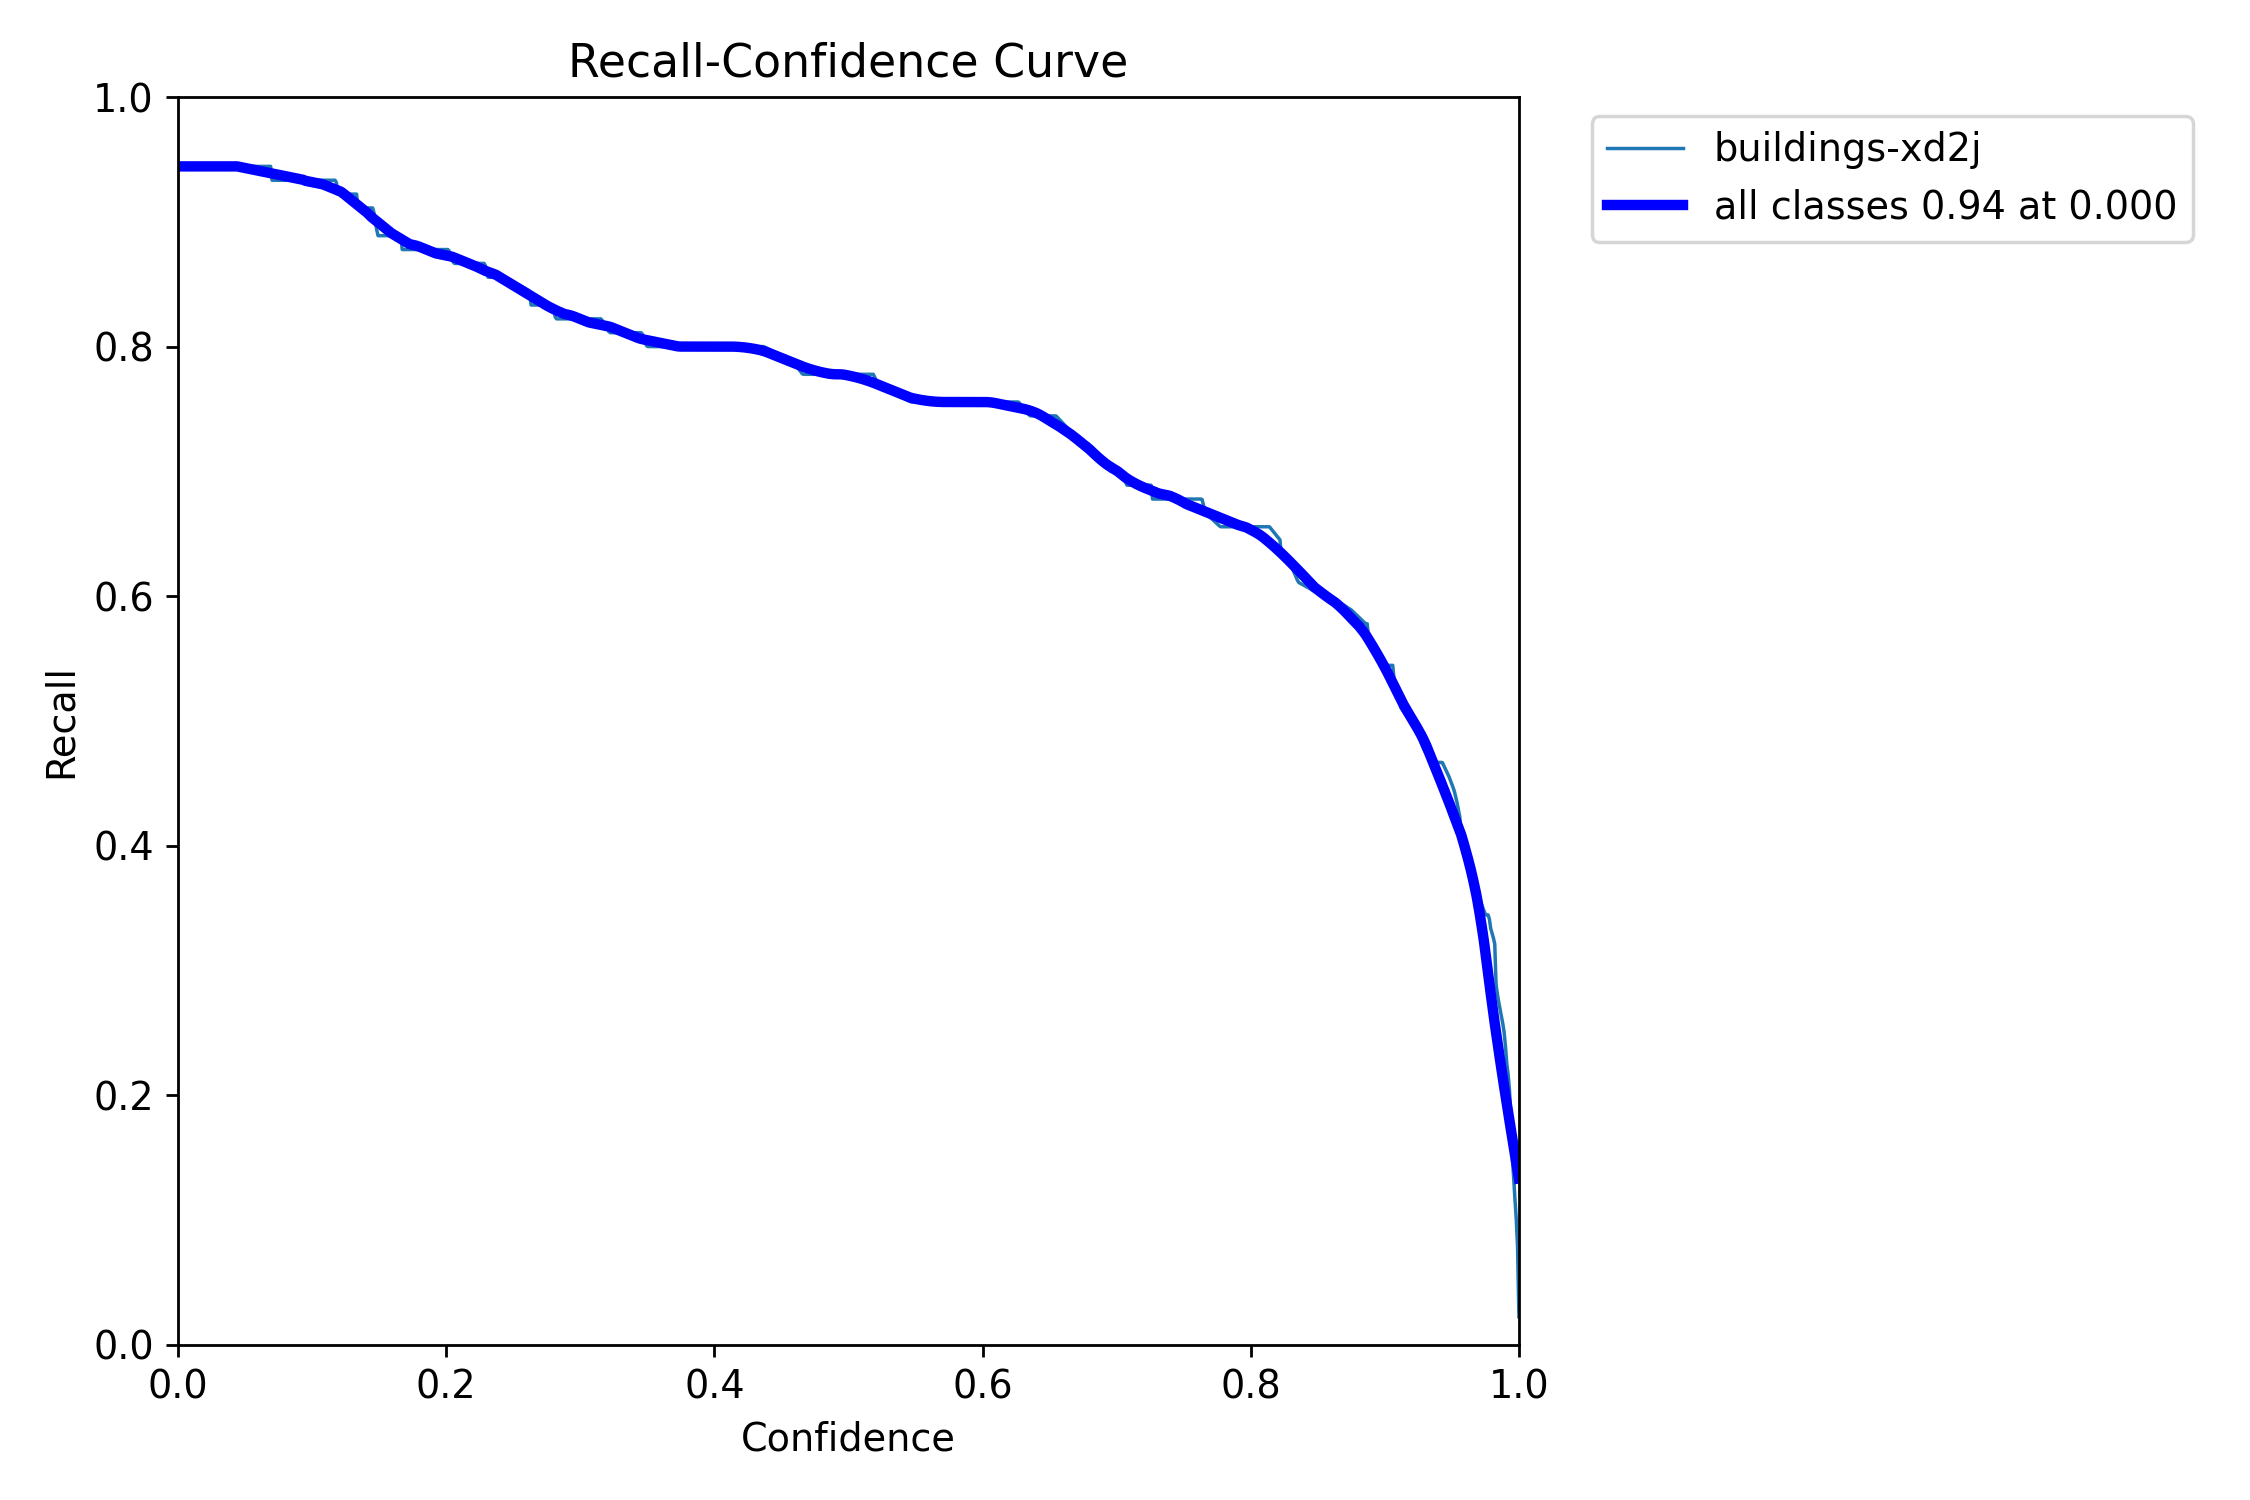 Recall-Confidence Curve
buildings-xd2j
all classes 0.94 at 0.000
1.0
0.8
0.6
0.4
0.2
0.0
Recall
0.0 0.2 0.4 0.6 0.8 1.0
Confidence